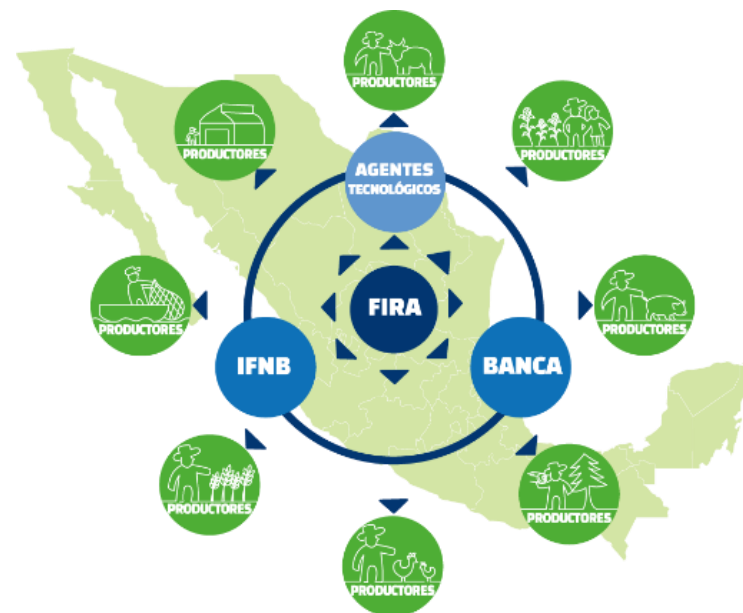 PRODUCTORES
PRODUCTORES
PRODUCTORES
AGENTES
TECNOLÓGICOS
PRODUCTORES
FIRA
PRODUCTORES
IFNB
BANCA
PRODUCTORES
PRODUCTORES
PRODUCTORES